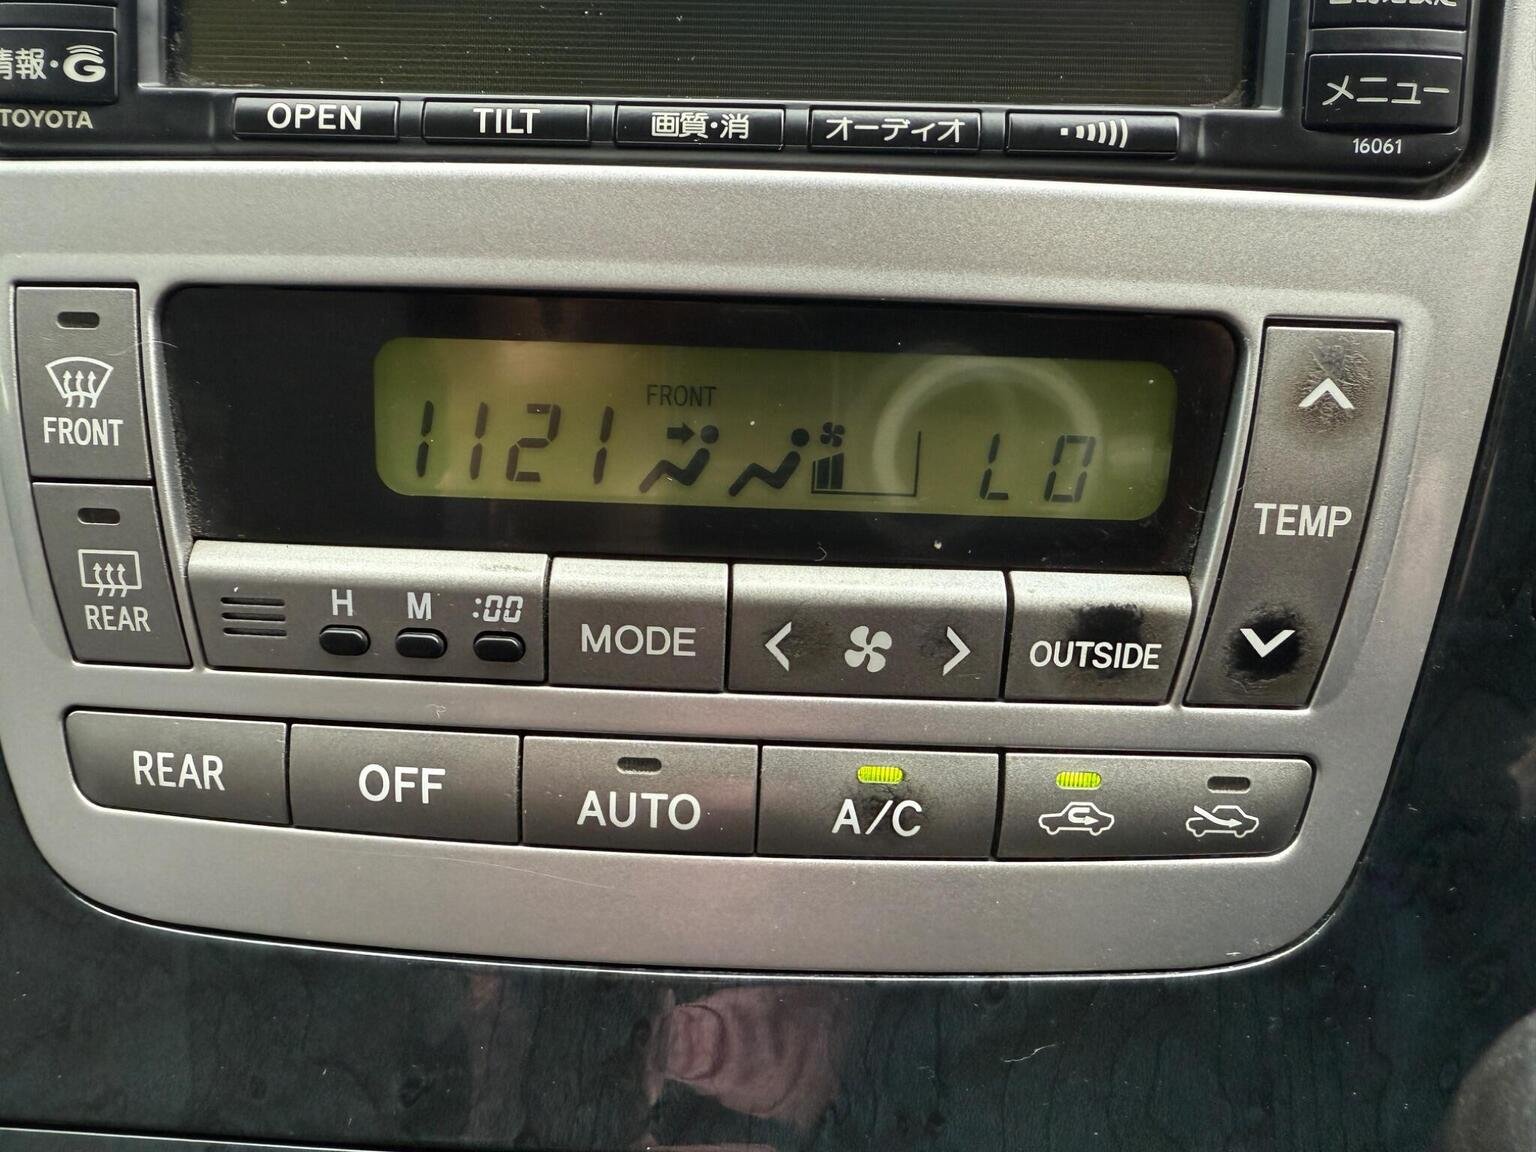 情報・G
TOYOTA
OPEN
TILT
画質・消
オーディオ
メニュー
16061
FRONT
FRONT
1121
LO
TEMP
REAR
H
M
:00
MODE
OUTSIDE
REAR
OFF
AUTO
A/C